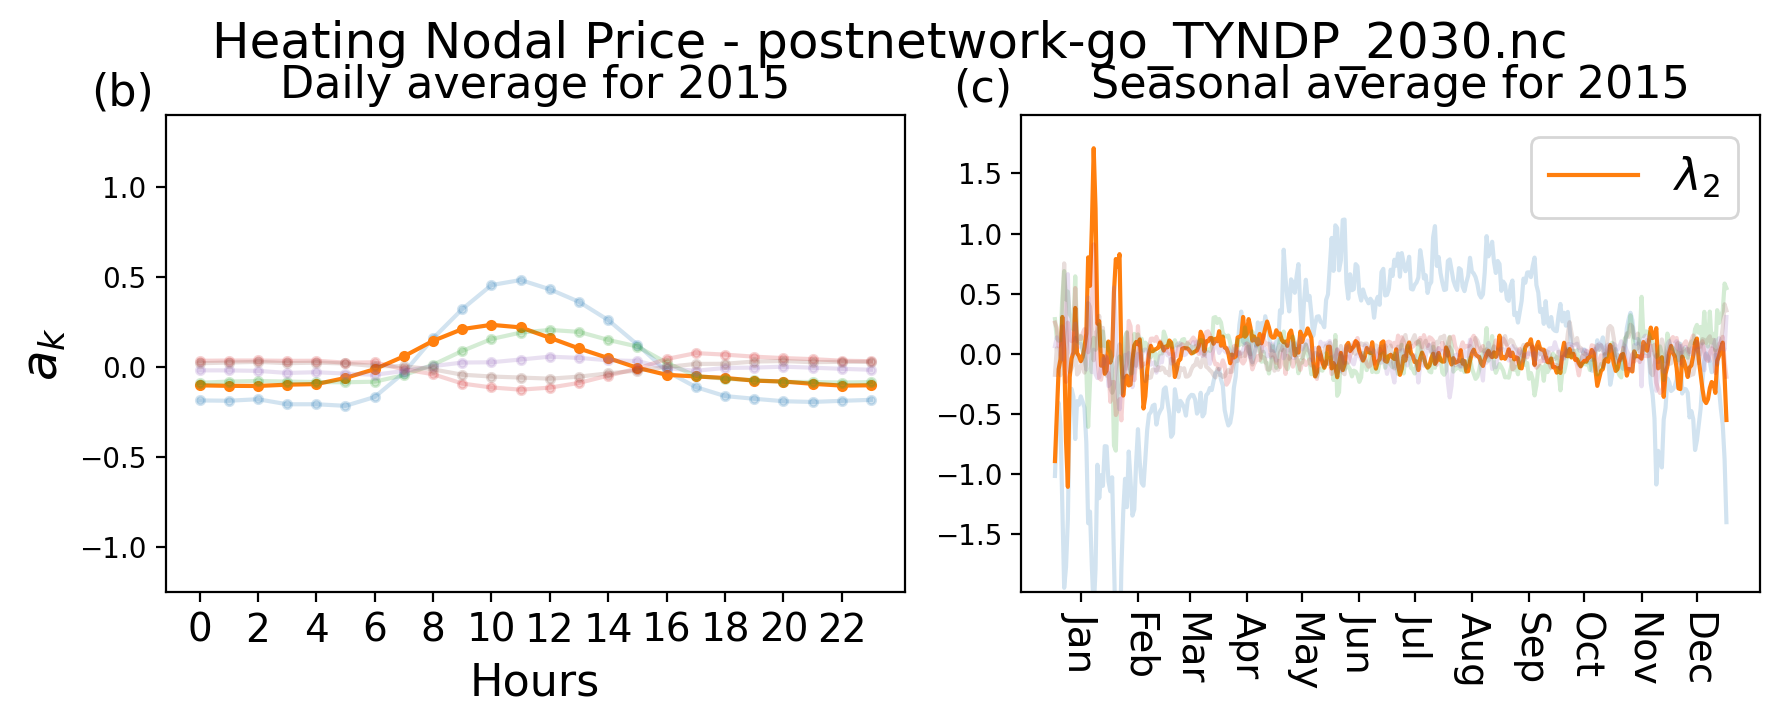 Heating Nodal Price - postnetwork-go_TYNDP_2030.nc
(b)
Daily average for 2015
1.0
0.5
0.0
−0.5
−1.0
a_k
0 2 4 6 8 10 12 14 16 18 20 22
Hours
(c)
Seasonal average for 2015
1.5
1.0
0.5
0.0
−0.5
−1.0
−1.5
λ₂
Jan Feb Mar Apr May Jun Jul Aug Sep Oct Nov Dec